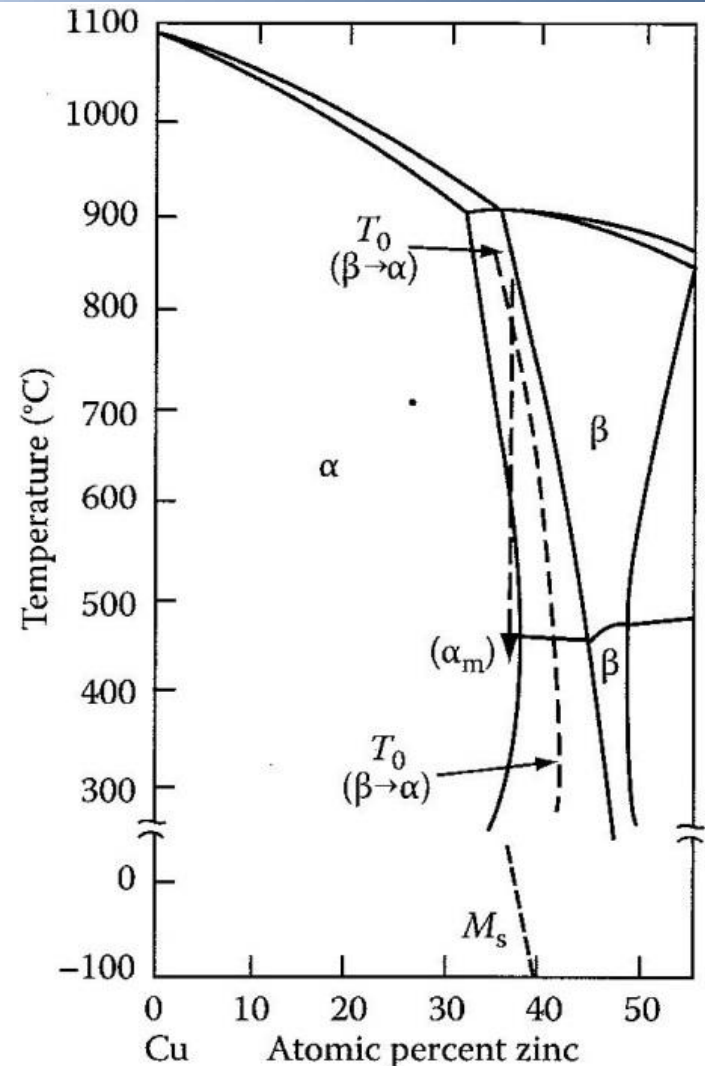 1100
1000
900
800
700
600
500
400
300
0
−100
Temperature (°C)
T0
(β→α)
β
α
(αm)
β
T0
(β→α)
Ms
0 10 20 30 40 50
Cu Atomic percent zinc